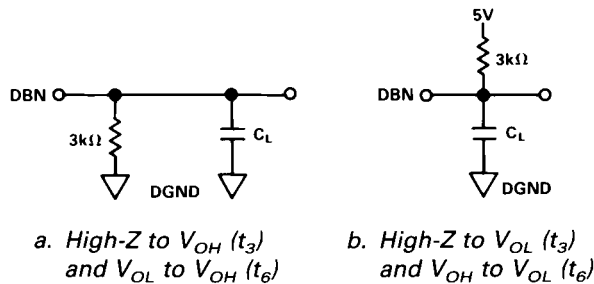 5V
3kΩ
DBN
3kΩ
C_L
DGND
DBN
C_L
DGND
a. High-Z to V_OH (t_3)
and V_OL to V_OH (t_6)
b. High-Z to V_OL (t_3)
and V_OH to V_OL (t_6)